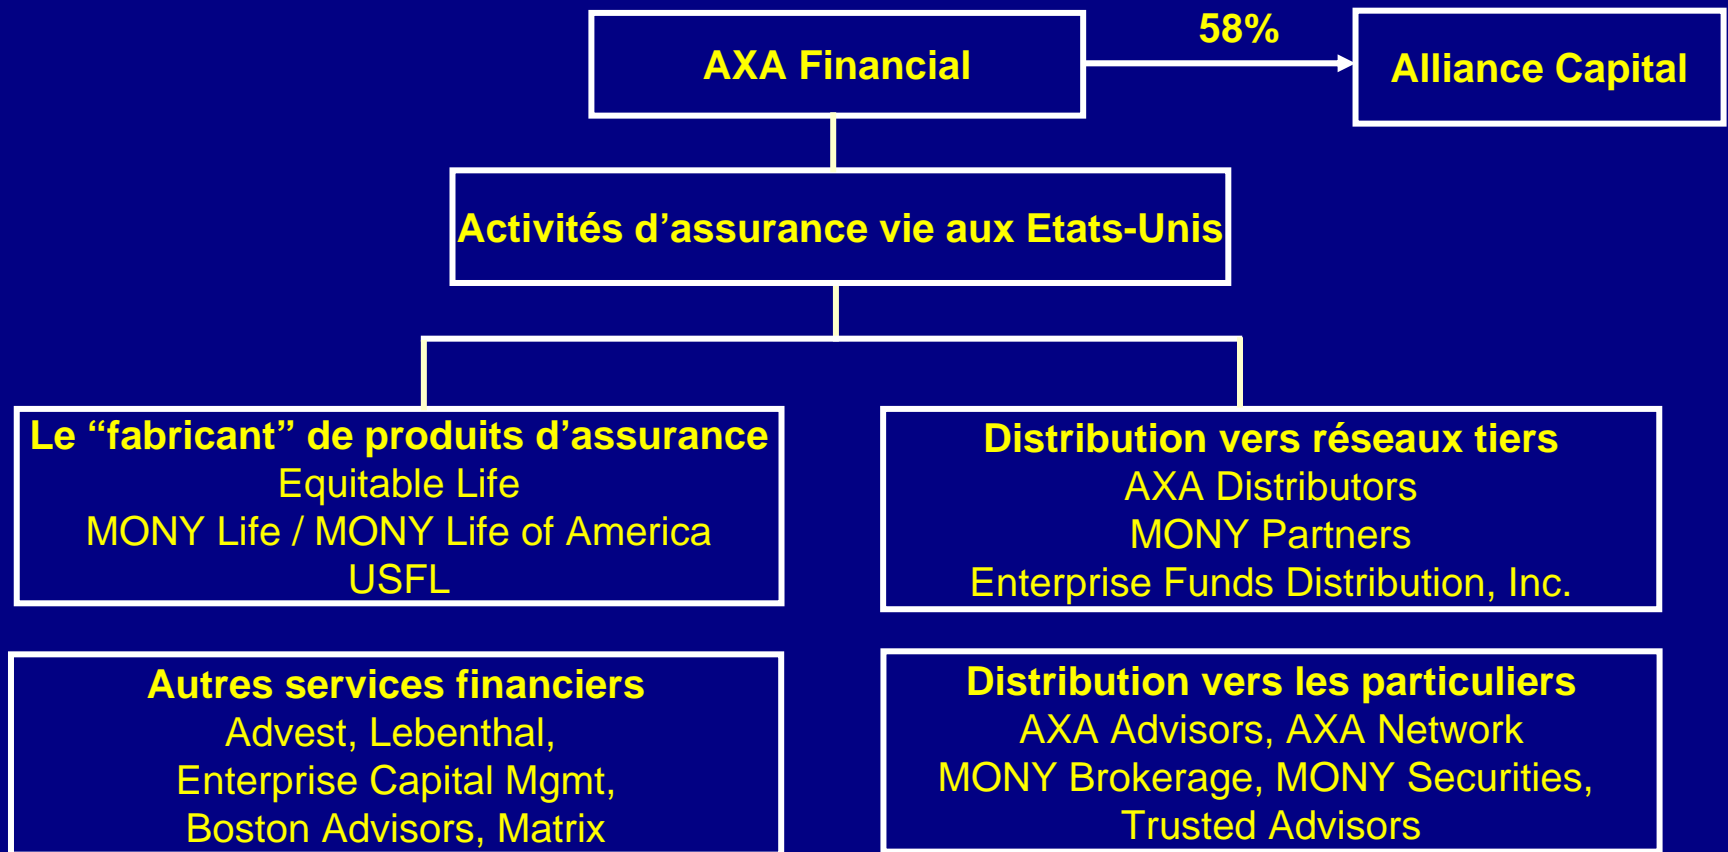 AXA Financial
58%
Alliance Capital
Activités d’assurance vie aux Etats-Unis
Le “fabricant” de produits d’assurance
Equitable Life
MONY Life / MONY Life of America
USFL
Distribution vers réseaux tiers
AXA Distributors
MONY Partners
Enterprise Funds Distribution, Inc.
Autres services financiers
Advest, Lebenthal,
Enterprise Capital Mgmt,
Boston Advisors, Matrix
Distribution vers les particuliers
AXA Advisors, AXA Network
MONY Brokerage, MONY Securities,
Trusted Advisors